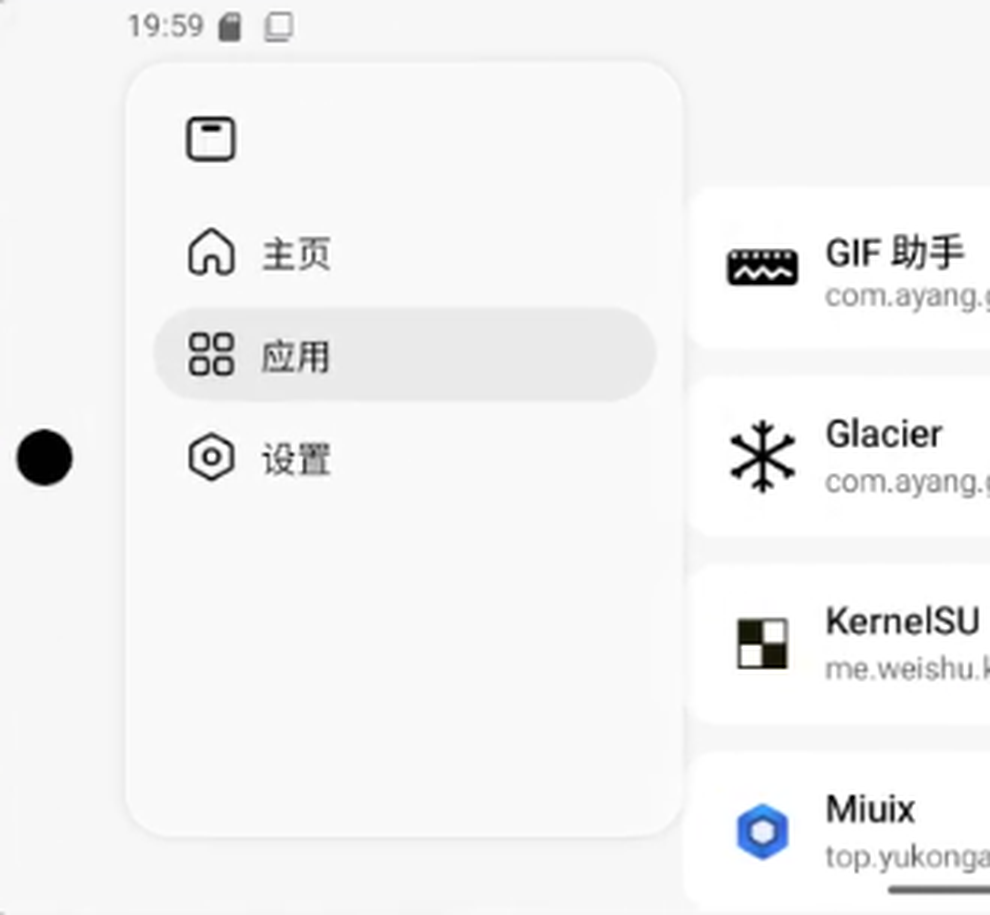 19:59
主页
应用
设置
GIF 助手
com.ayang.g
Glacier
com.ayang.g
KernelSU
me.weishu.k
Miuix
top.yukonga